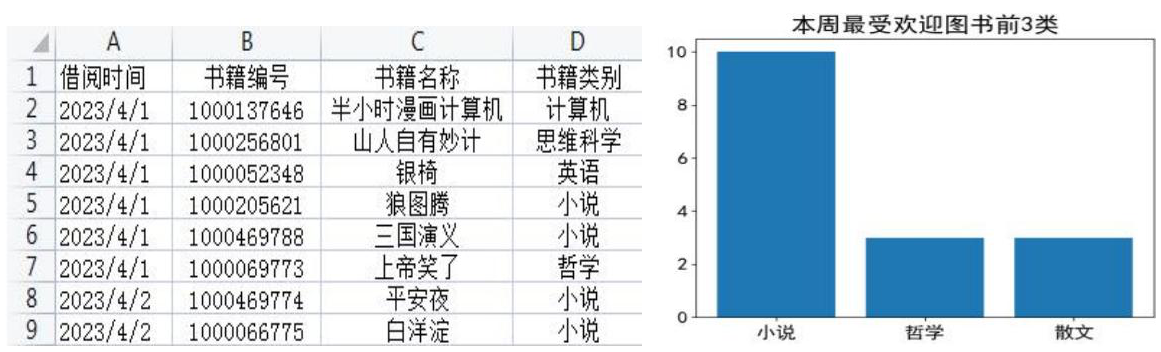 A B C D
1 借阅时间 书籍编号 书籍名称 书籍类别
2 2023/4/1 1000137646 半小时漫画计算机 计算机
3 2023/4/1 1000256801 山人自有妙计 思维科学
4 2023/4/1 1000052348 银椅 英语
5 2023/4/1 1000205621 狼图腾 小说
6 2023/4/1 1000469788 三国演义 小说
7 2023/4/1 1000069773 上帝笑了 哲学
8 2023/4/2 1000469774 平安夜 小说
9 2023/4/2 1000066775 白洋淀 小说
本周最受欢迎图书前3类
10
8
6
4
2
0
小说 哲学 散文